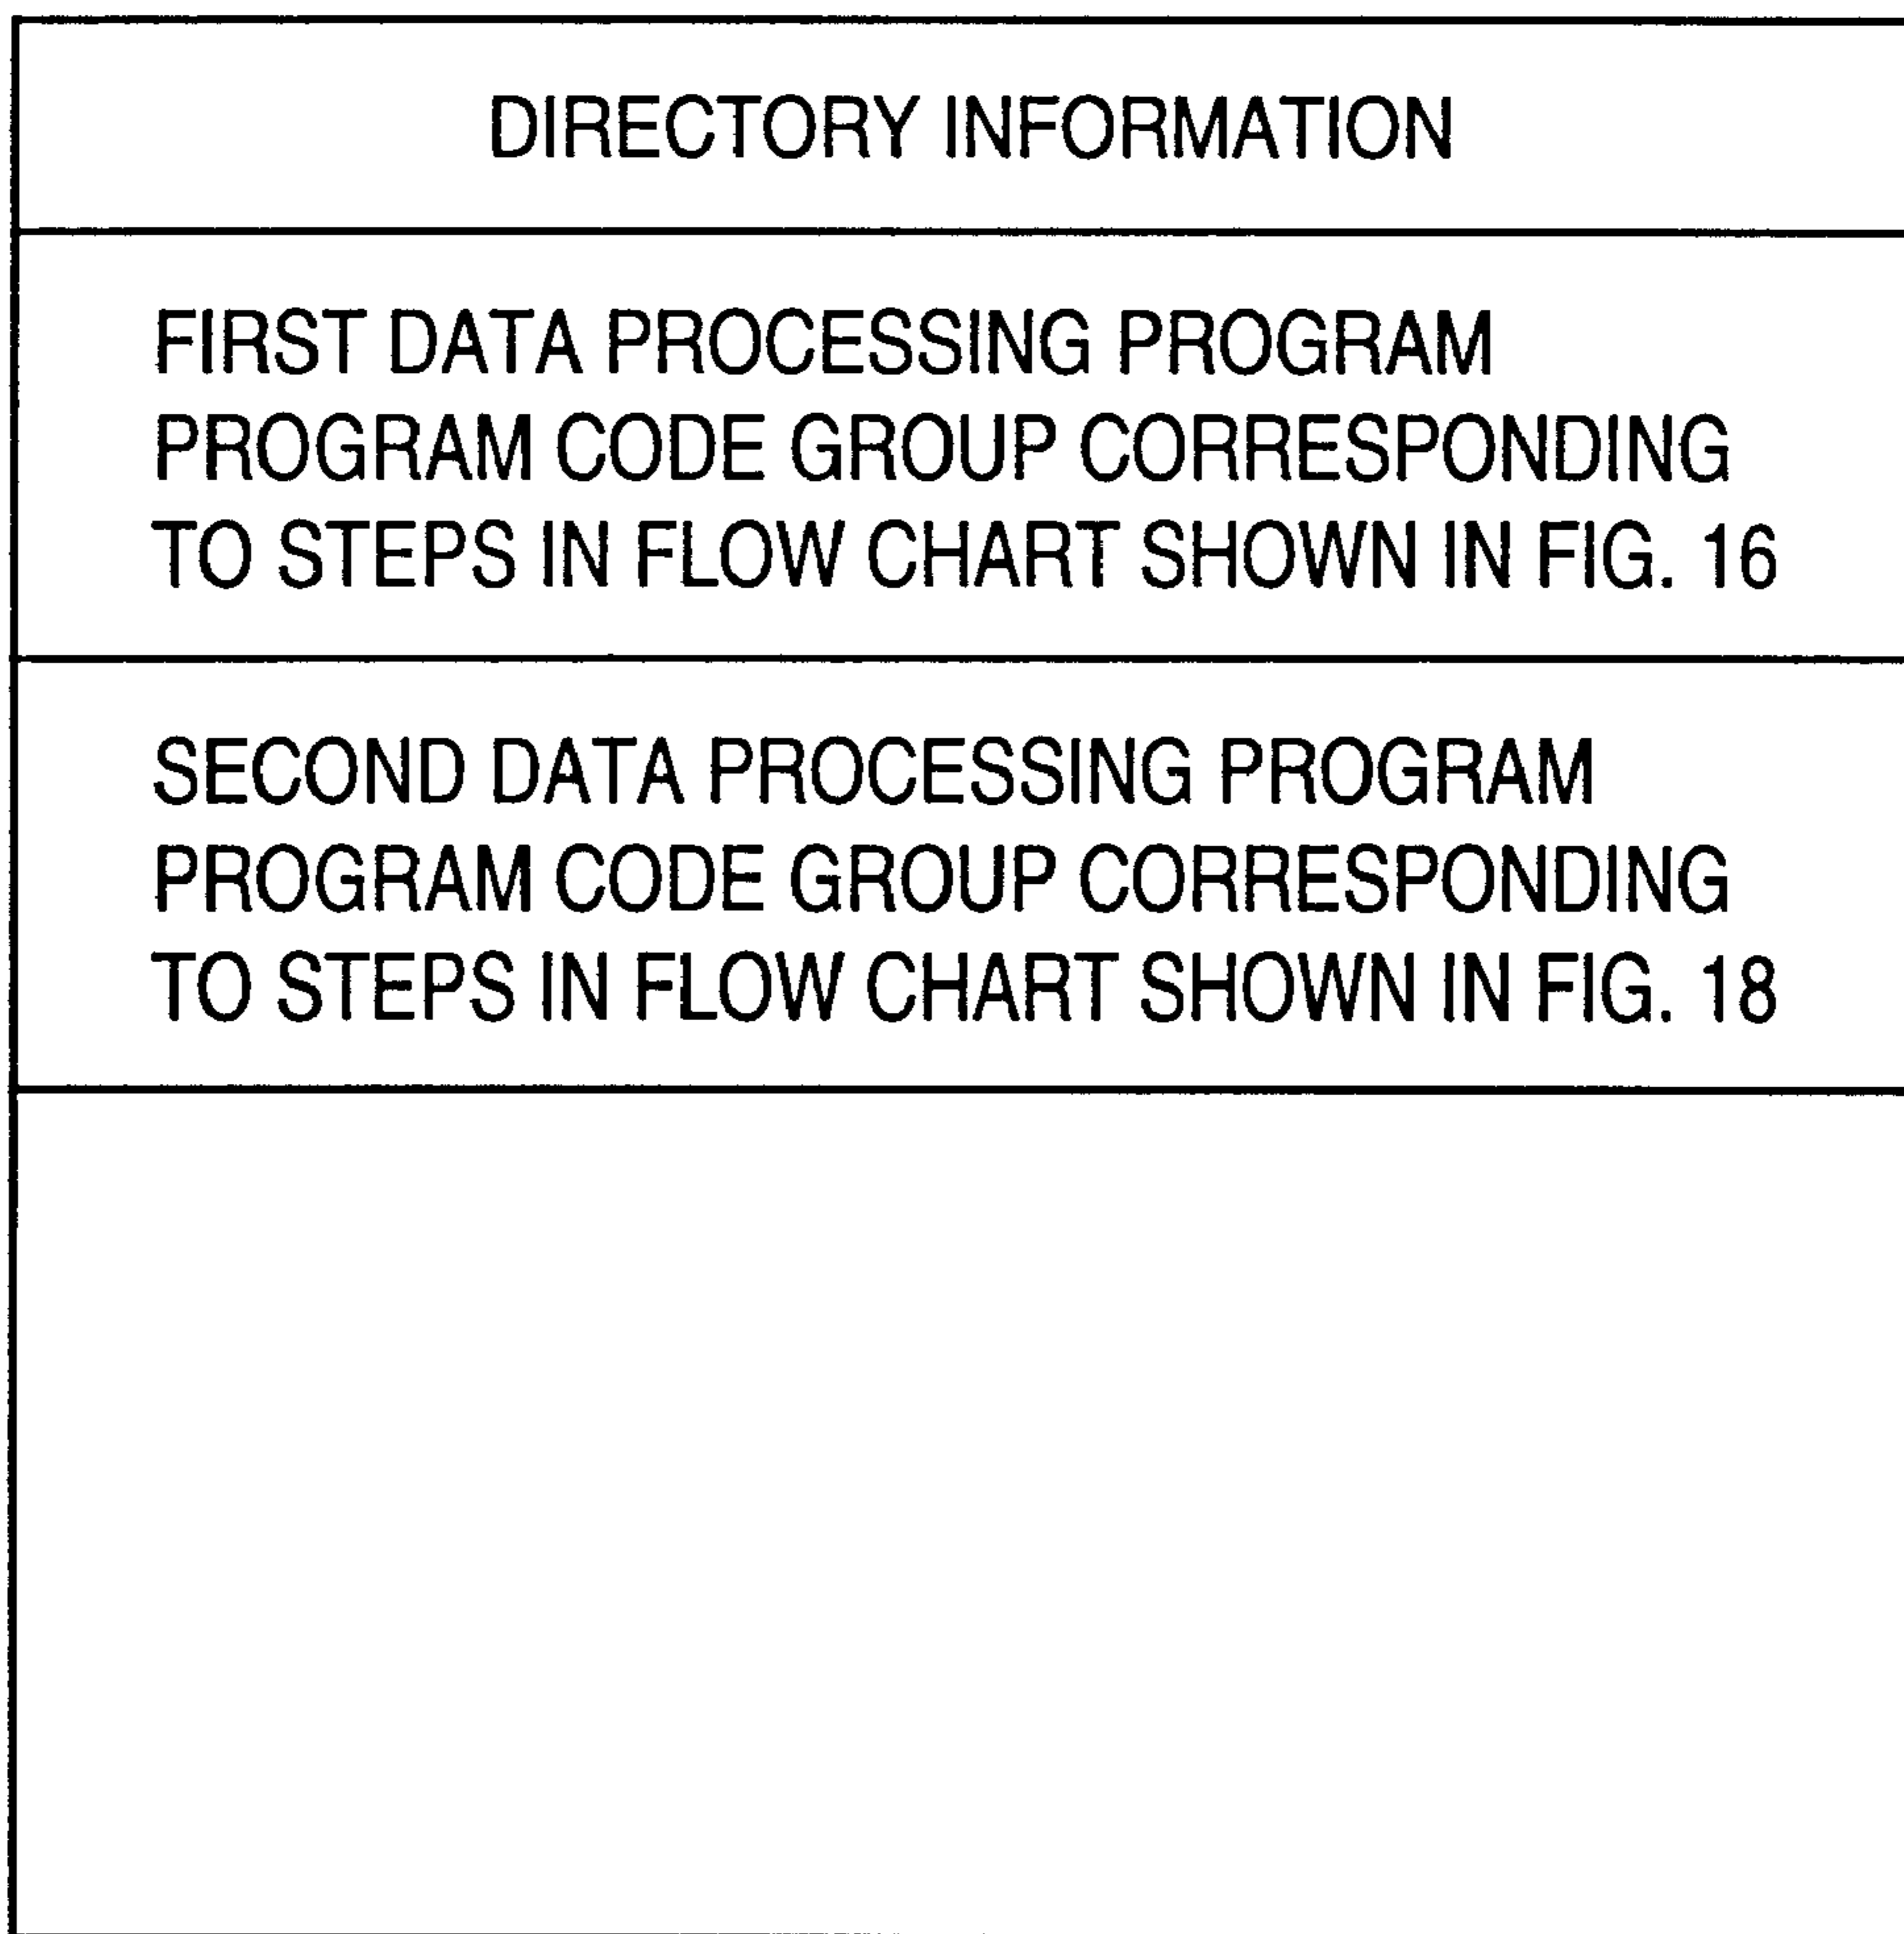 DIRECTORY INFORMATION
FIRST DATA PROCESSING PROGRAM
PROGRAM CODE GROUP CORRESPONDING
TO STEPS IN FLOW CHART SHOWN IN FIG. 16
SECOND DATA PROCESSING PROGRAM
PROGRAM CODE GROUP CORRESPONDING
TO STEPS IN FLOW CHART SHOWN IN FIG. 18